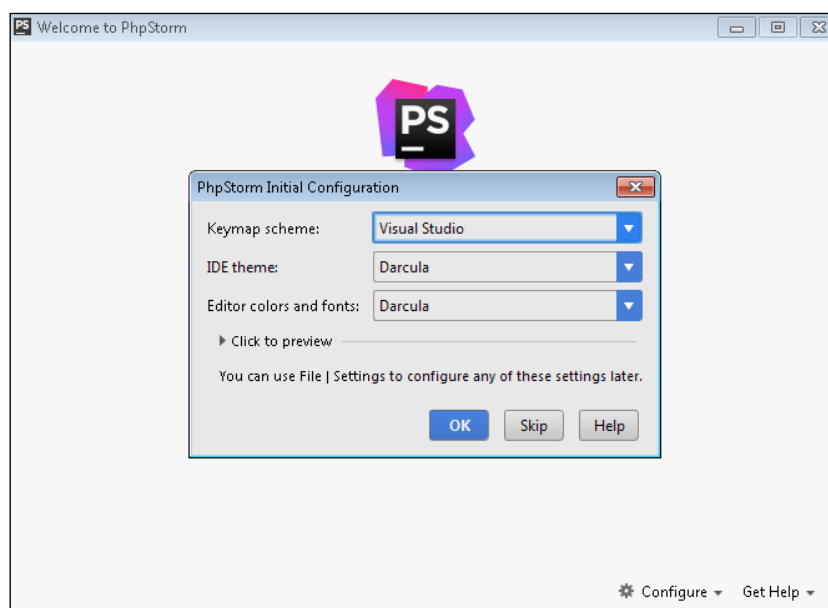 PS Welcome to PhpStorm
PS
PhpStorm Initial Configuration
Keymap scheme: Visual Studio
IDE theme: Darcula
Editor colors and fonts: Darcula
Click to preview
You can use File | Settings to configure any of these settings later.
OK Skip Help
Configure Get Help